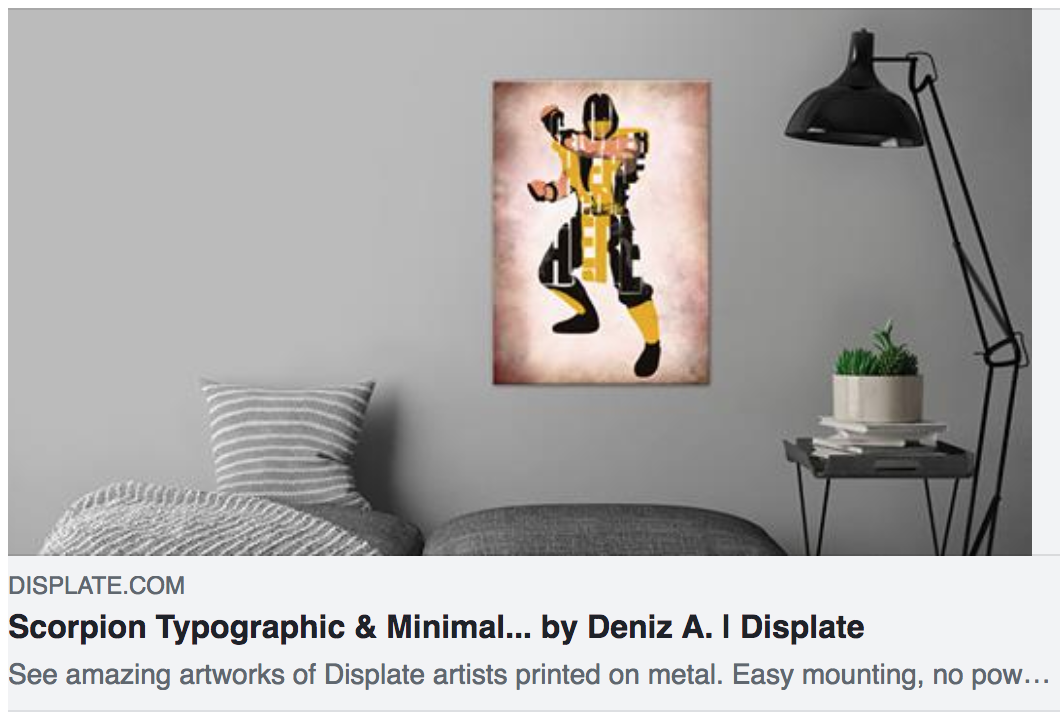 DISPLATE.COM
Scorpion Typographic & Minimal... by Deniz A. | Displate
See amazing artworks of Displate artists printed on metal. Easy mounting, no pow…